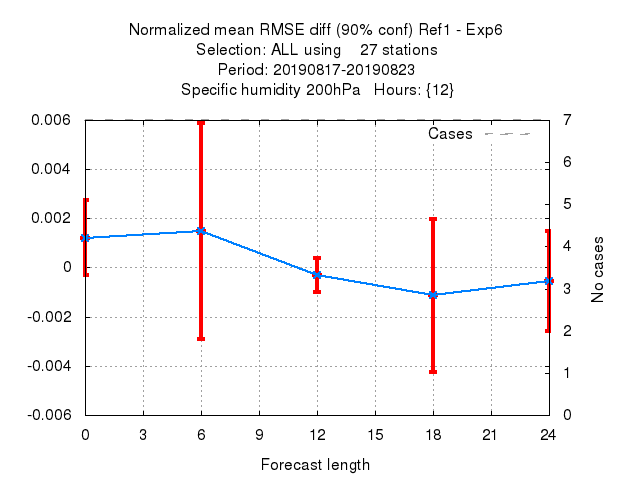 Normalized mean RMSE diff (90% conf) Ref1 - Exp6
Selection: ALL using    27 stations
Period: 20190817-20190823
Specific humidity 200hPa   Hours: {12}
Cases
0.006
0.004
0.002
0
-0.002
-0.004
-0.006
7
6
5
4
3
2
1
0
No cases
0 3 6 9 12 15 18 21 24
Forecast length